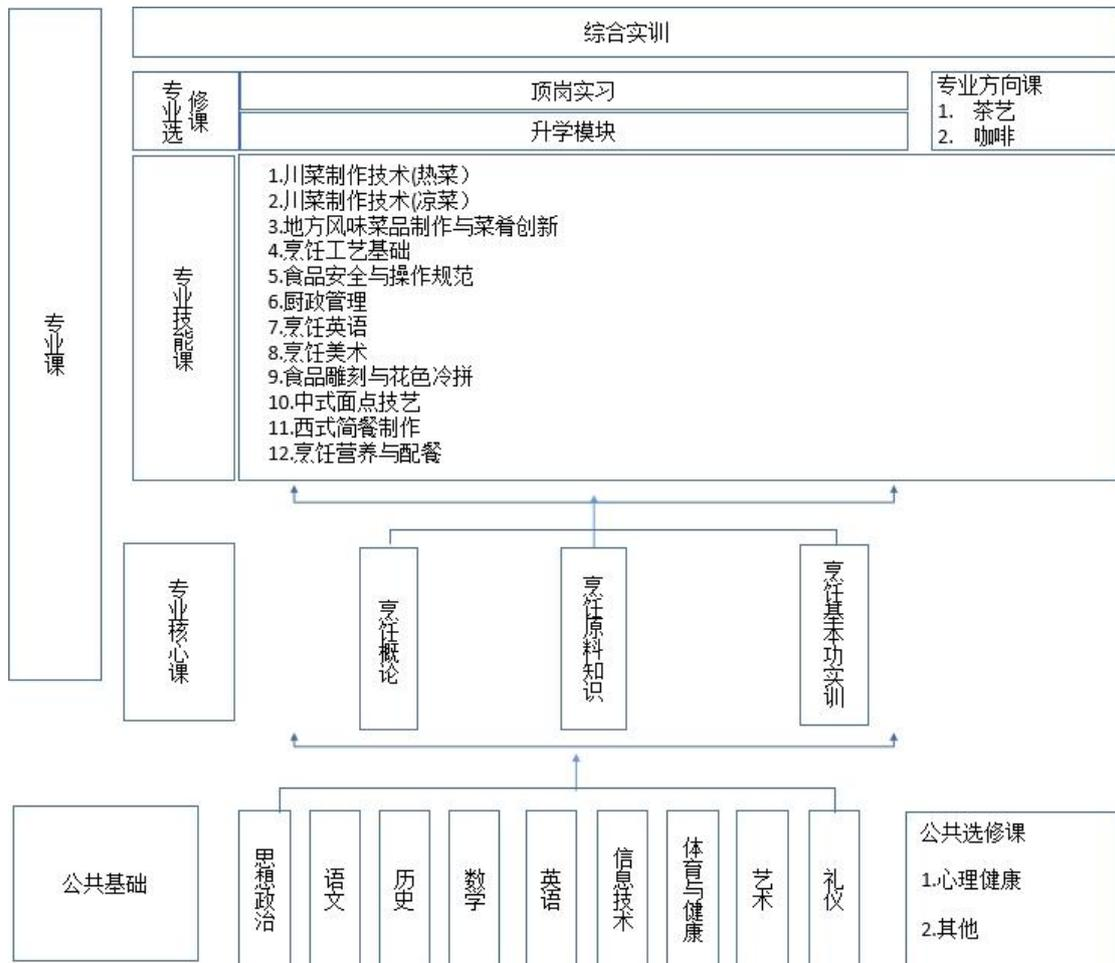 综合实训
专业选修课
顶岗实习
升学模块
专业方向课
1. 茶艺
2. 咖啡
专业课
专业技能课
1.川菜制作技术(热菜）
2.川菜制作技术(凉菜）
3.地方风味菜品制作与菜肴创新
4.烹饪工艺基础
5.食品安全与操作规范
6.厨政管理
7.烹饪英语
8.烹饪美术
9.食品雕刻与花色冷拼
10.中式面点技艺
11.西式简餐制作
12.烹饪营养与配餐
专业核心课
烹饪概论
烹饪原料知识
烹饪基本功实训
公共基础
思想政治
语文
历史
数学
英语
信息技术
体育与健康
艺术
礼仪
公共选修课
1.心理健康
2.其他